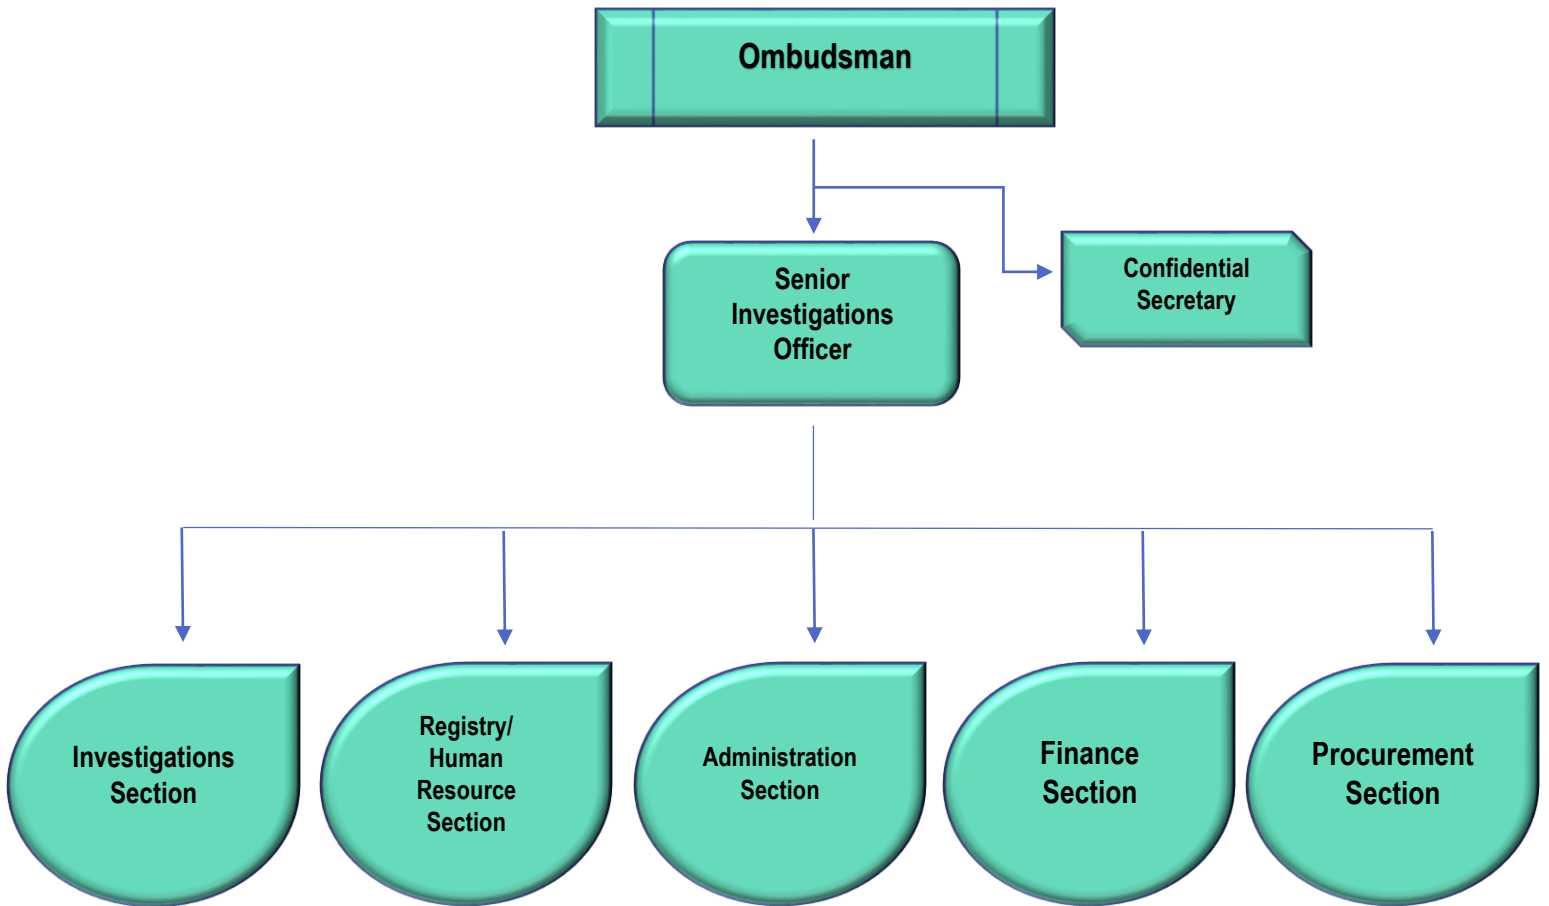 Ombudsman
Senior
Investigations
Officer
Confidential
Secretary
Investigations
Section
Registry/
Human
Resource
Section
Administration
Section
Finance
Section
Procurement
Section